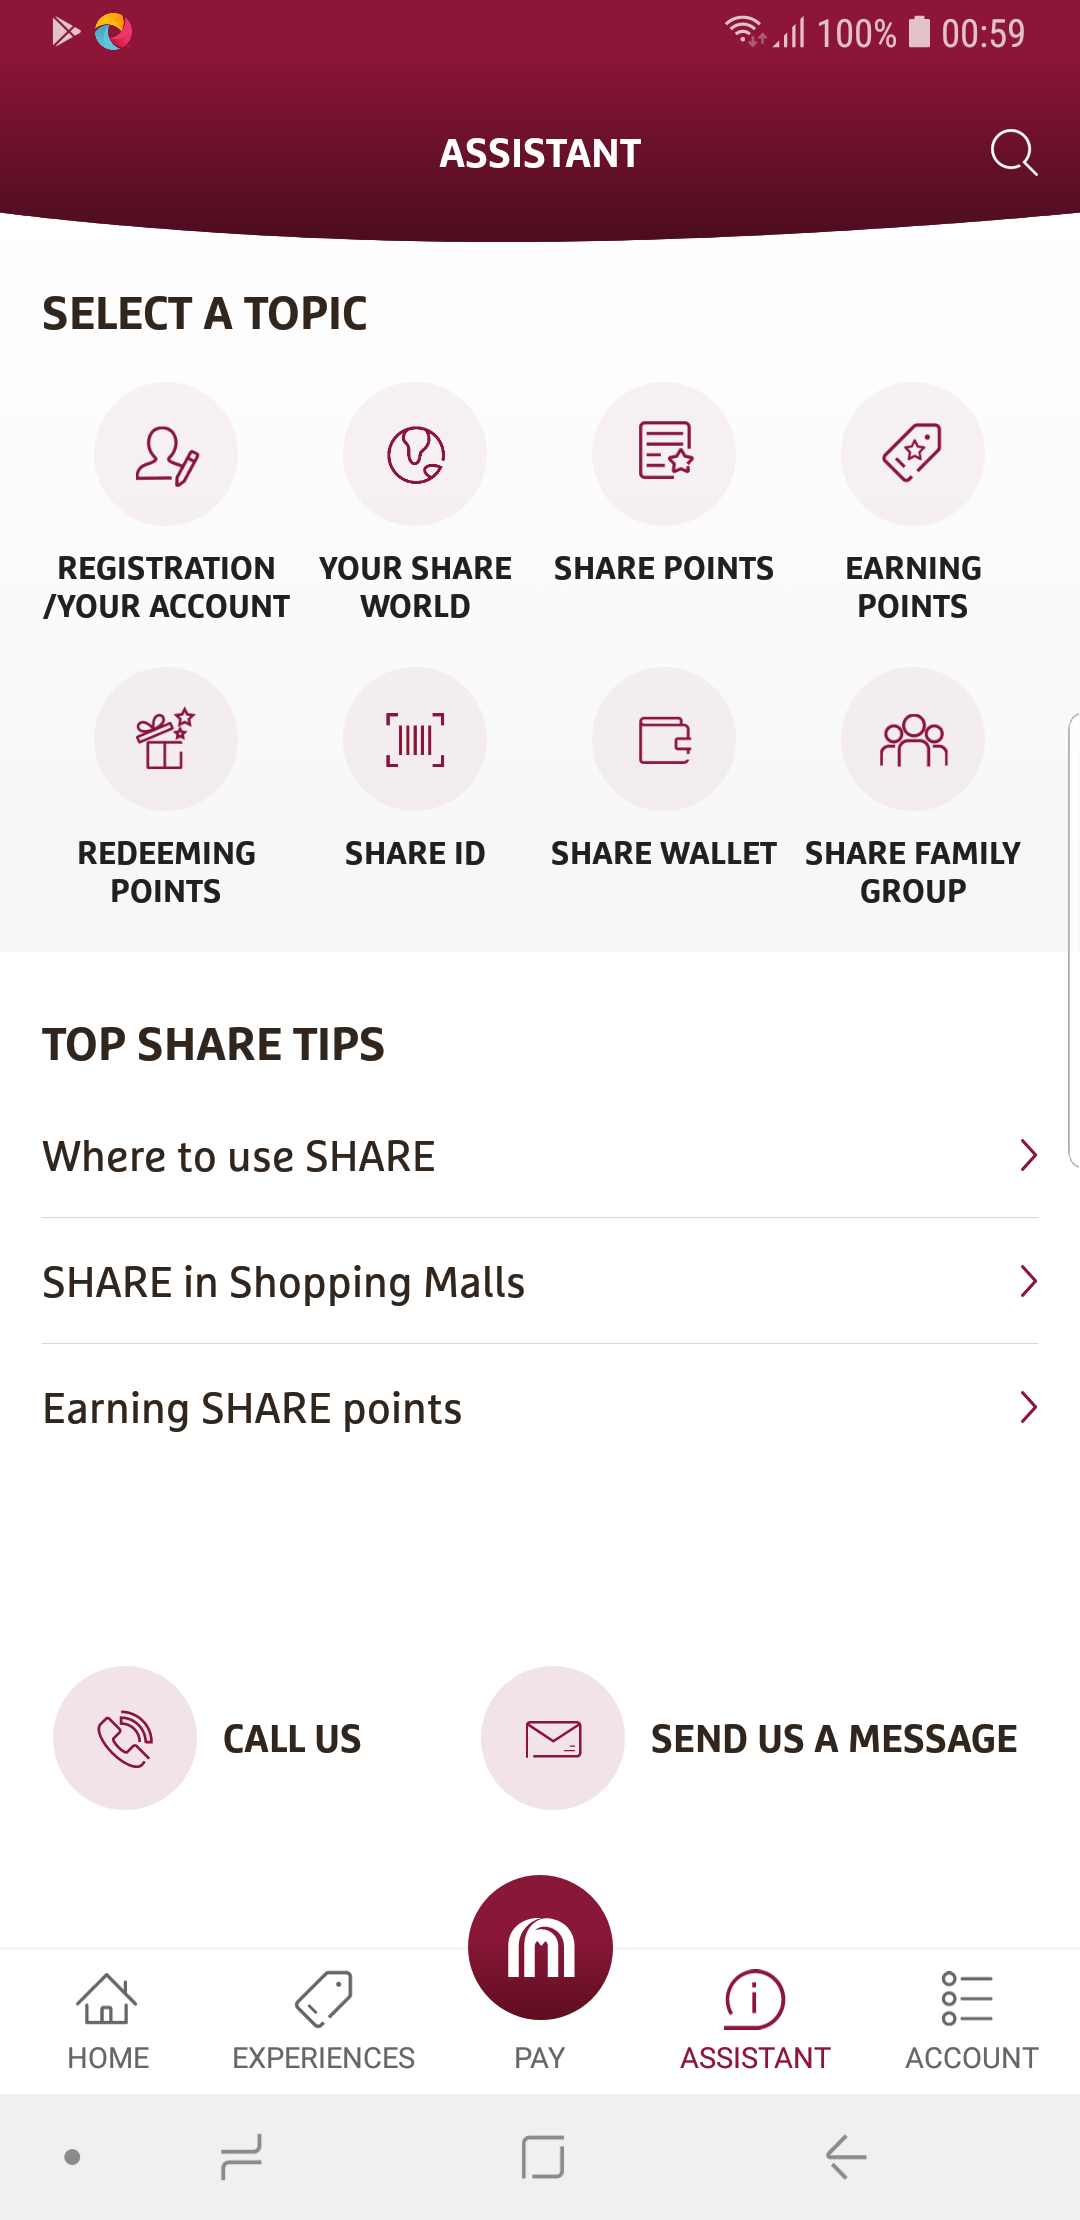 100% 00:59
ASSISTANT
SELECT A TOPIC
REGISTRATION
/YOUR ACCOUNT
YOUR SHARE
WORLD
SHARE POINTS
EARNING
POINTS
REDEEMING
POINTS
SHARE ID
SHARE WALLET
SHARE FAMILY
GROUP
TOP SHARE TIPS
Where to use SHARE
SHARE in Shopping Malls
Earning SHARE points
CALL US
SEND US A MESSAGE
HOME
EXPERIENCES
PAY
ASSISTANT
ACCOUNT